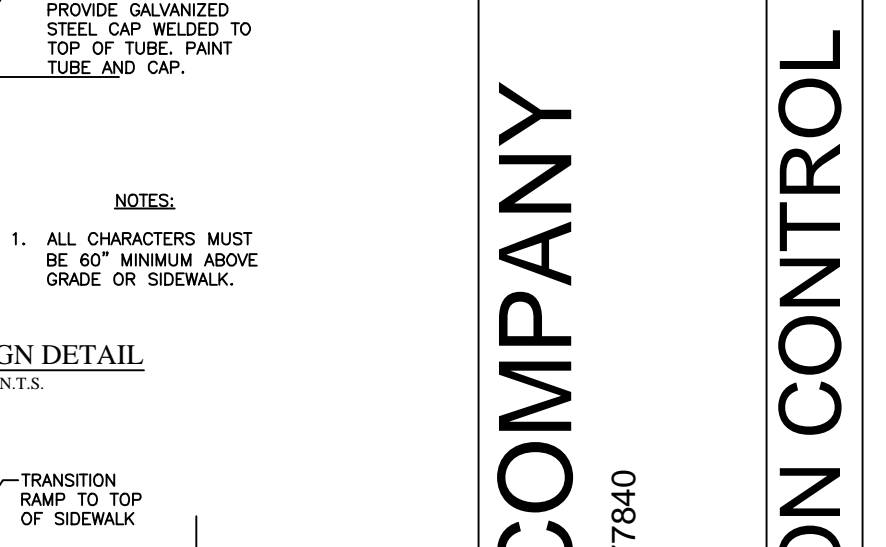 PROVIDE GALVANIZED
STEEL CAP WELDED TO
TOP OF TUBE. PAINT
TUBE AND CAP.
NOTES:
1. ALL CHARACTERS MUST
BE 60" MINIMUM ABOVE
GRADE OR SIDEWALK.
GN DETAIL
N.T.S.
TRANSITION
RAMP TO TOP
OF SIDEWALK
COMPANY
77840
ON CONTROL